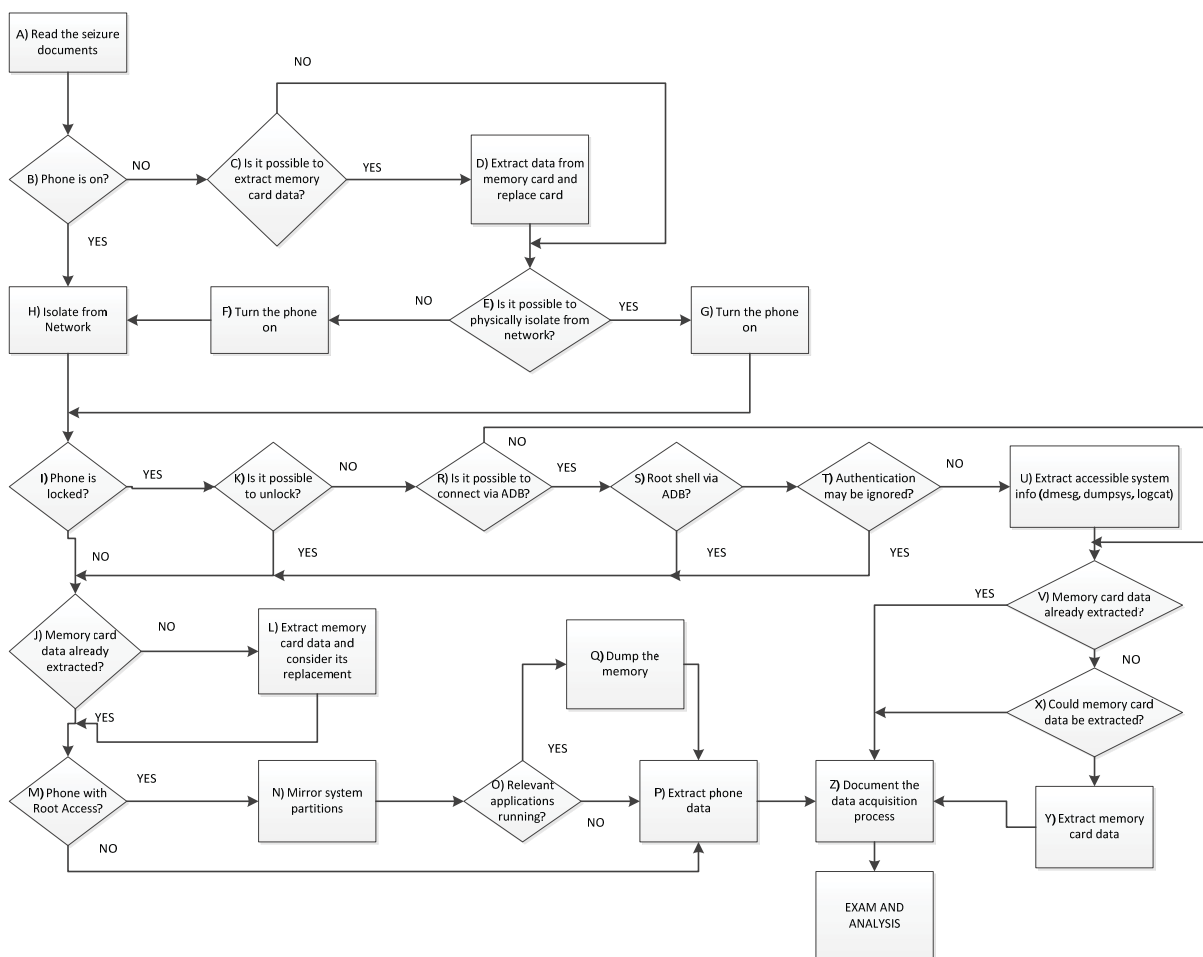 A) Read the seizure
documents
NO
B) Phone is on?
NO
C) Is it possible to
extract memory
card data?
YES
D) Extract data from
memory card and
replace card
YES
H) Isolate from
Network
F) Turn the phone
on
NO
E) Is it possible to
physically isolate from
network?
YES
G) Turn the phone
on
I) Phone is
locked?
YES
K) Is it possible
to unlock?
NO
R) Is it possible to
connect via ADB?
NO
YES
S) Root shell via
ADB?
T) Authentication
may be ignored?
NO
U) Extract accessible system
info (dmesg, dumpsys, logcat)
NO
YES
YES
YES
J) Memory card
data already
extracted?
NO
L) Extract memory
card data and
consider its
replacement
YES
Q) Dump the
memory
YES
V) Memory card data
already extracted?
NO
X) Could memory card
data be extracted?
M) Phone with
Root Access?
YES
NO
N) Mirror system
partitions
O) Relevant
applications
running?
YES
NO
P) Extract phone
data
Z) Document the
data acquisition
process
Y) Extract memory
card data
EXAM AND
ANALYSIS